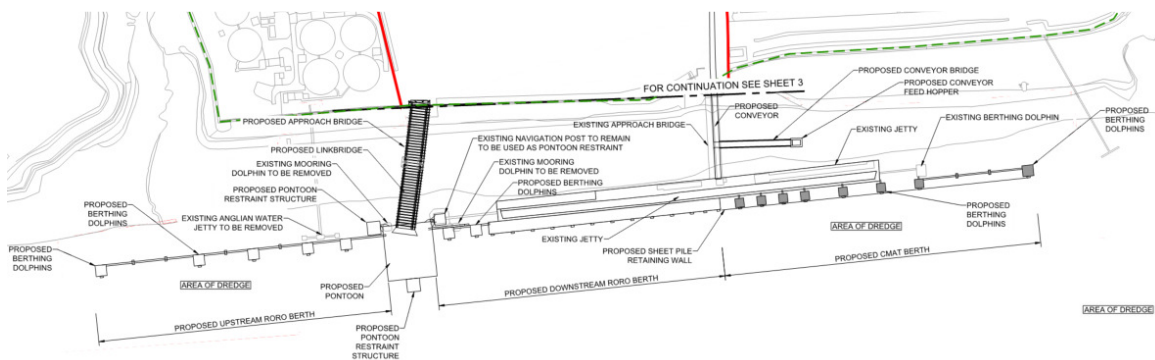 FOR CONTINUATION SEE SHEET 3
PROPOSED CONVEYOR BRIDGE
PROPOSED CONVEYOR
FEED HOPPER
PROPOSED
BERTHING
DOLPHINS
PROPOSED APPROACH BRIDGE
EXISTING NAVIGATION POST TO REMAIN
TO BE USED AS PONTOON RESTRAINT
EXISTING APPROACH BRIDGE
PROPOSED
CONVEYOR
EXISTING JETTY
EXISTING BERTHING DOLPHIN
PROPOSED LINKBRIDGE
EXISTING MOORING
DOLPHIN TO BE REMOVED
EXISTING MOORING
DOLPHIN TO BE REMOVED
PROPOSED BERTHING
DOLPHINS
PROPOSED PONTOON
RESTRAINT STRUCTURE
PROPOSED
BERTHING
DOLPHINS
EXISTING ANGLIAN WATER
JETTY TO BE REMOVED
PROPOSED
BERTHING
DOLPHINS
EXISTING JETTY
PROPOSED SHEET PILE
RETAINING WALL
PROPOSED
BERTHING
DOLPHINS
AREA OF DREDGE
AREA OF DREDGE
PROPOSED
PONTOON
PROPOSED DOWNSTREAM RORO BERTH
PROPOSED CMAT BERTH
PROPOSED UPSTREAM RORO BERTH
AREA OF DREDGE
PROPOSED
PONTOON
RESTRAINT
STRUCTURE